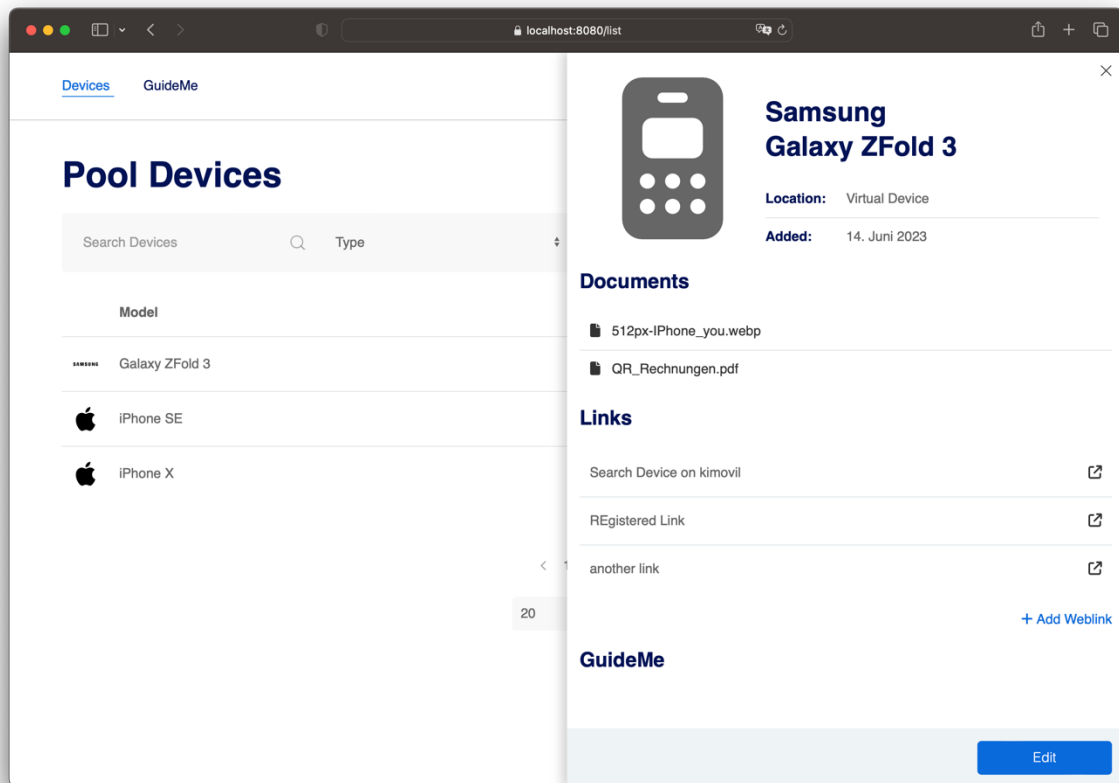 localhost:8080/list
Devices GuideMe
Pool Devices
Search Devices Type
Model
SAMSUNG Galaxy ZFold 3
iPhone SE
iPhone X
20
Samsung
Galaxy ZFold 3
Location: Virtual Device
Added: 14. Juni 2023
Documents
512px-IPhone_you.webp
QR_Rechnungen.pdf
Links
Search Device on kimovil
REgistered Link
another link
+ Add Weblink
GuideMe
Edit